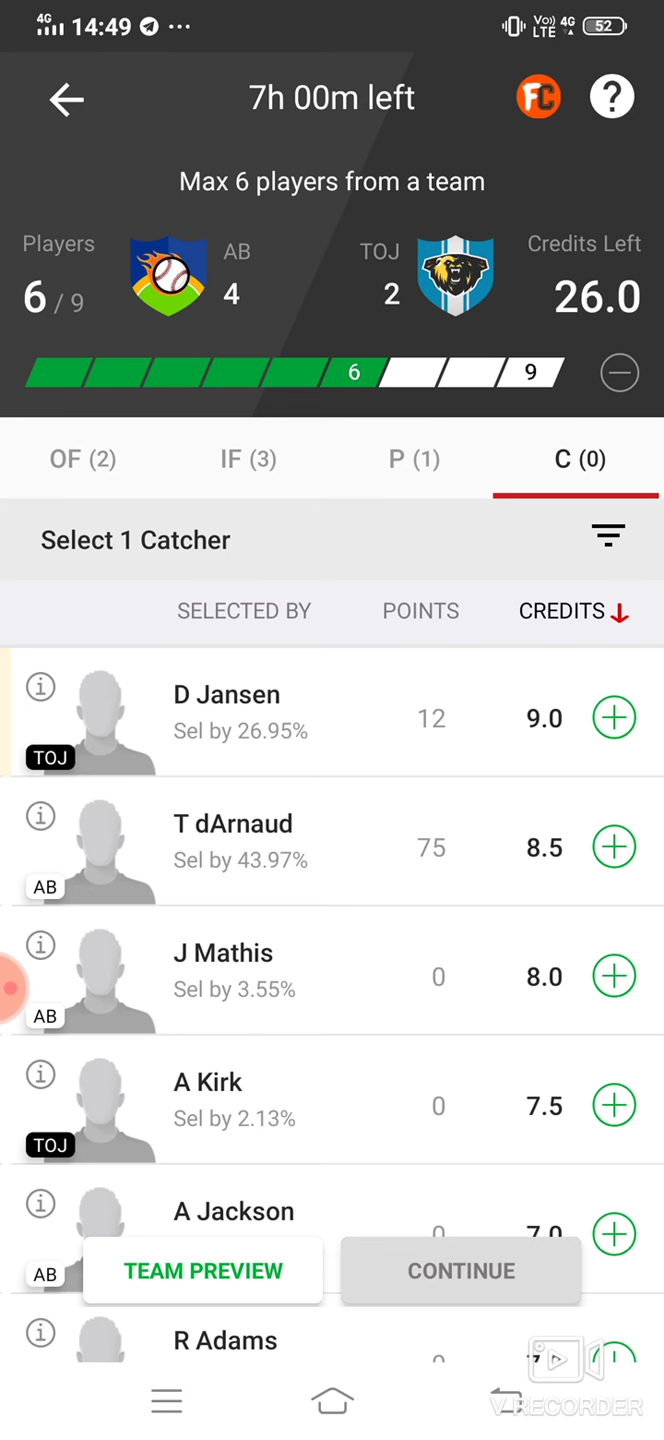 4G 14:49 ... Vo)) LTE 4G 52
7h 00m left FC ?
Max 6 players from a team
Players AB TOJ Credits Left
6 / 9 4 2 26.0
6 9
OF (2) IF (3) P (1) C (0)
Select 1 Catcher
SELECTED BY POINTS CREDITS
D Jansen
Sel by 26.95% 12 9.0
TOJ
T dArnaud
Sel by 43.97% 75 8.5
AB
J Mathis
Sel by 3.55% 0 8.0
AB
A Kirk
Sel by 2.13% 0 7.5
TOJ
A Jackson
0 7.0
AB
TEAM PREVIEW CONTINUE
R Adams
V RECORDER